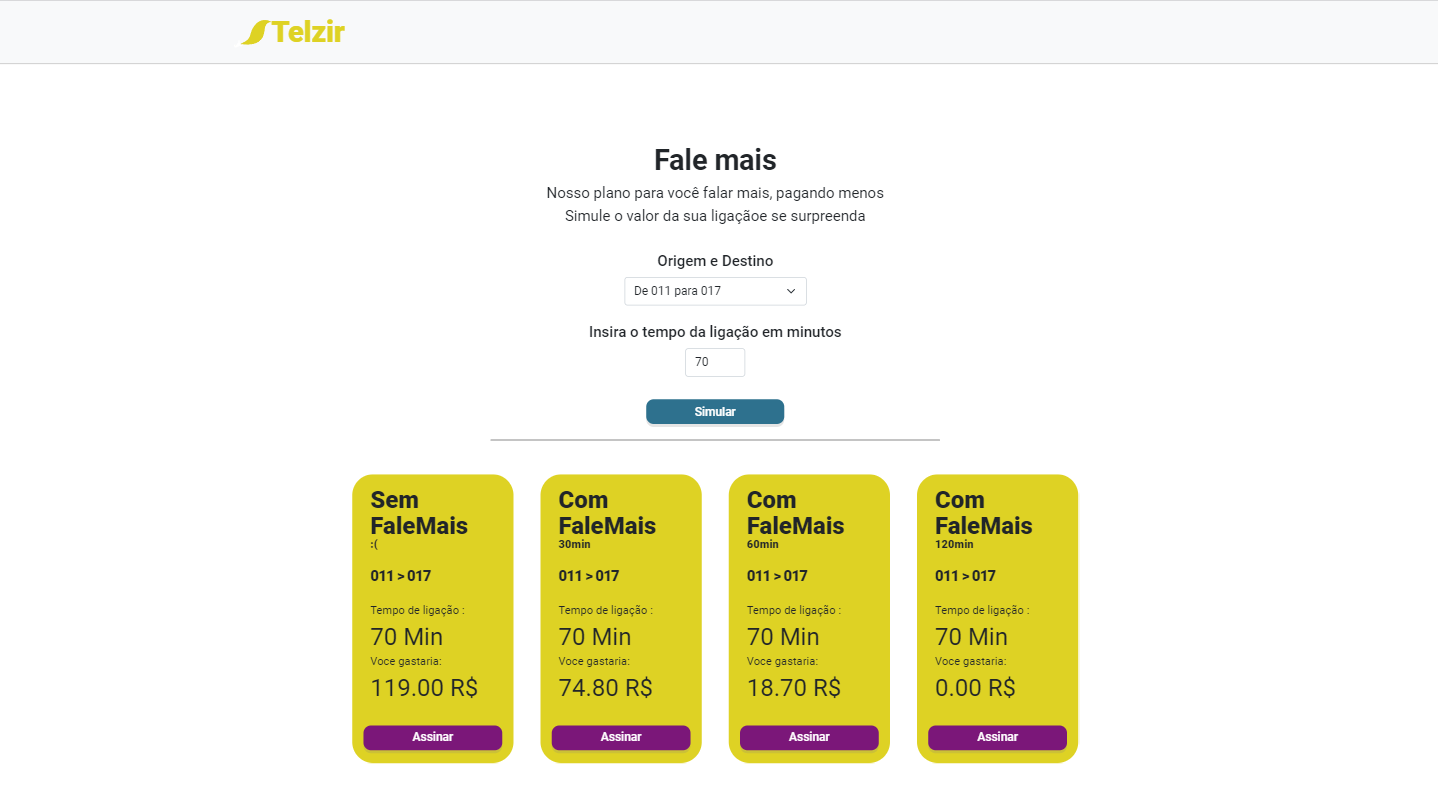 Telzir
Fale mais
Nosso plano para você falar mais, pagando menos
Simule o valor da sua ligaçãoe se surpreenda
Origem e Destino
De 011 para 017
Insira o tempo da ligação em minutos
70
Simular
Sem
FaleMais
:(
011 > 017
Tempo de ligação :
70 Min
Voce gastaria:
119.00 R$
Assinar
Com
FaleMais
30min
011 > 017
Tempo de ligação :
70 Min
Voce gastaria:
74.80 R$
Assinar
Com
FaleMais
60min
011 > 017
Tempo de ligação :
70 Min
Voce gastaria:
18.70 R$
Assinar
Com
FaleMais
120min
011 > 017
Tempo de ligação :
70 Min
Voce gastaria:
0.00 R$
Assinar